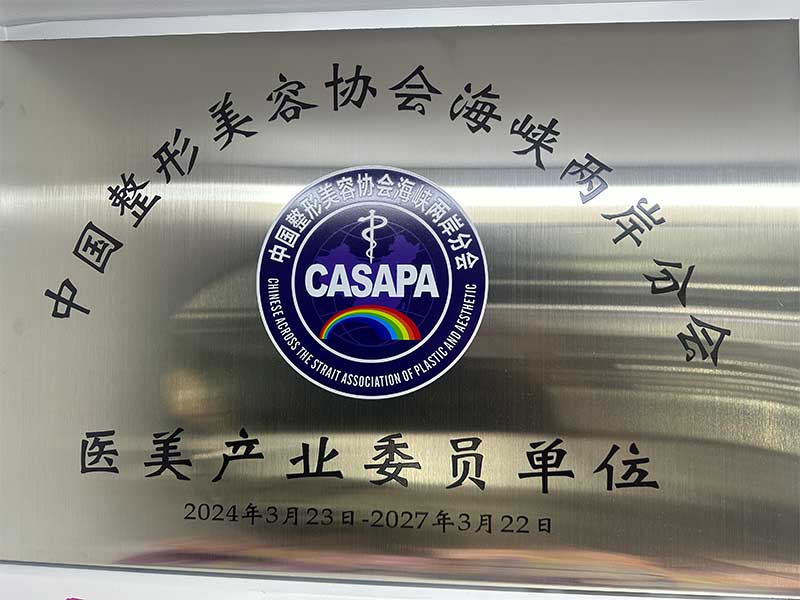 中国整形美容协会海峡两岸分会
中国整形美容协会海峡两岸分会
CASAPA
CHINESE ACROSS THE STRAIT ASSOCIATION OF PLASTIC AND AESTHETIC
医美产业委员单位
2024年3月23日-2027年3月22日